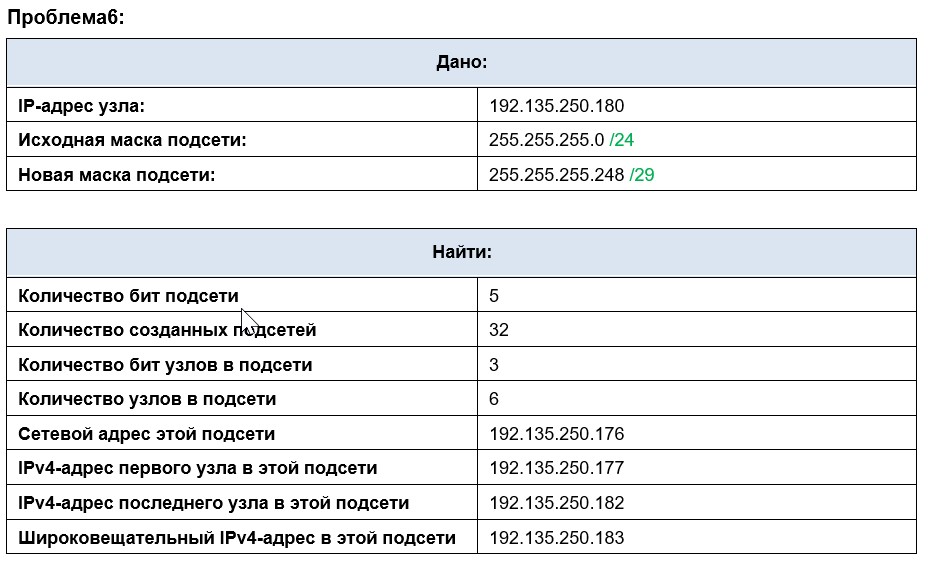 Проблема6:
Дано:
IP-адрес узла: 192.135.250.180
Исходная маска подсети: 255.255.255.0 /24
Новая маска подсети: 255.255.255.248 /29
Найти:
Количество бит подсети 5
Количество созданных подсетей 32
Количество бит узлов в подсети 3
Количество узлов в подсети 6
Сетевой адрес этой подсети 192.135.250.176
IPv4-адрес первого узла в этой подсети 192.135.250.177
IPv4-адрес последнего узла в этой подсети 192.135.250.182
Широковещательный IPv4-адрес в этой подсети 192.135.250.183